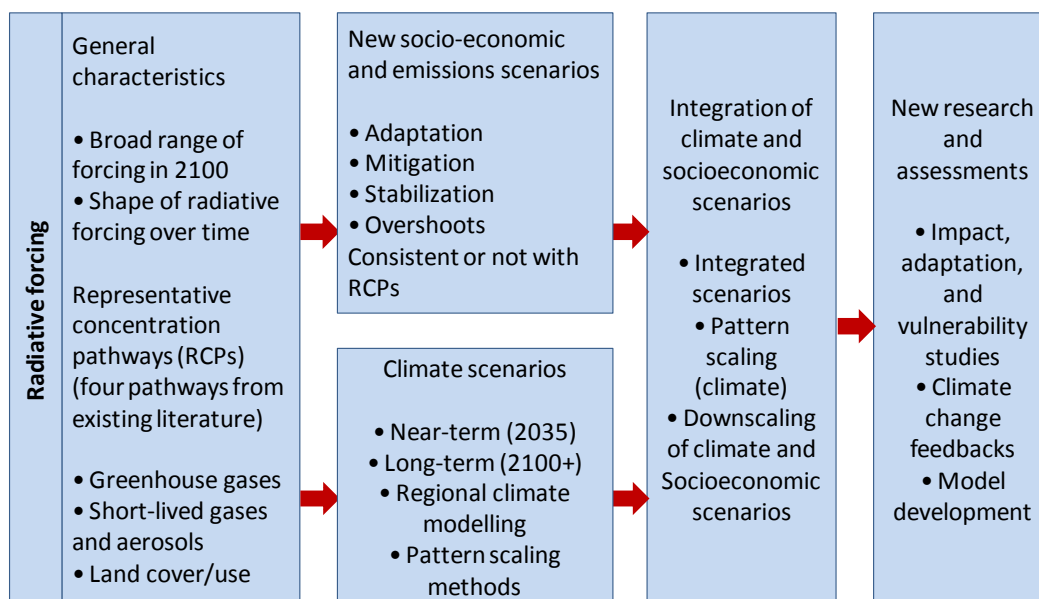 Radiative forcing
General
characteristics
• Broad range of
forcing in 2100
• Shape of radiative
forcing over time
Representative
concentration
pathways (RCPs)
(four pathways from
existing literature)
• Greenhouse gases
• Short-lived gases
and aerosols
• Land cover/use
New socio-economic
and emissions scenarios
• Adaptation
• Mitigation
• Stabilization
• Overshoots
Consistent or not with
RCPs
Climate scenarios
• Near-term (2035)
• Long-term (2100+)
• Regional climate
modelling
• Pattern scaling
methods
Integration of
climate and
socioeconomic
scenarios
• Integrated
scenarios
• Pattern
scaling
(climate)
• Downscaling
of climate and
Socioeconomic
scenarios
New research
and
assessments
• Impact,
adaptation,
and
vulnerability
studies
• Climate
change
feedbacks
• Model
development